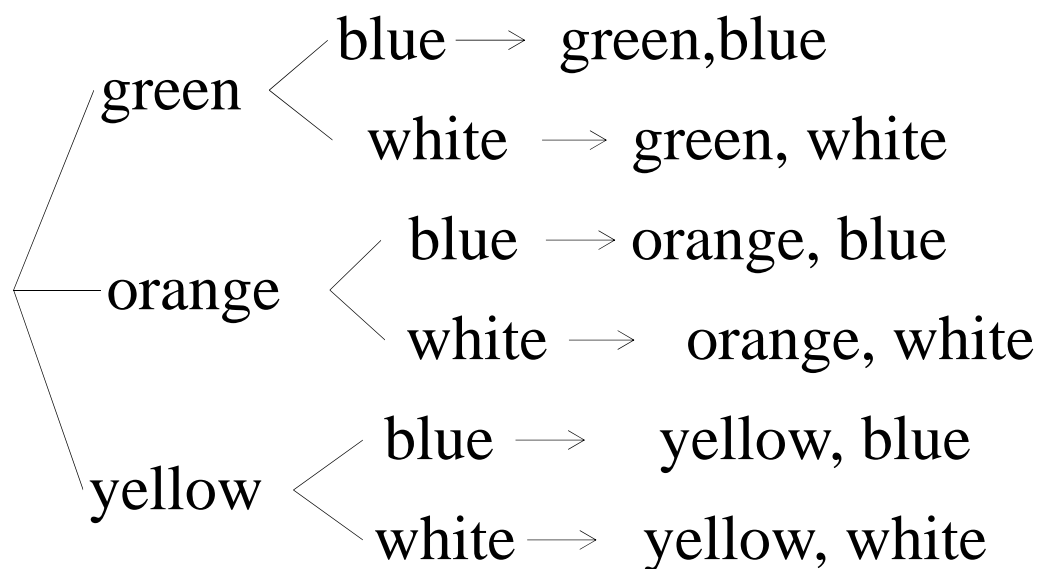 blue green,blue
green
white green, white
blue orange, blue
orange
white orange, white
blue yellow, blue
yellow
white yellow, white